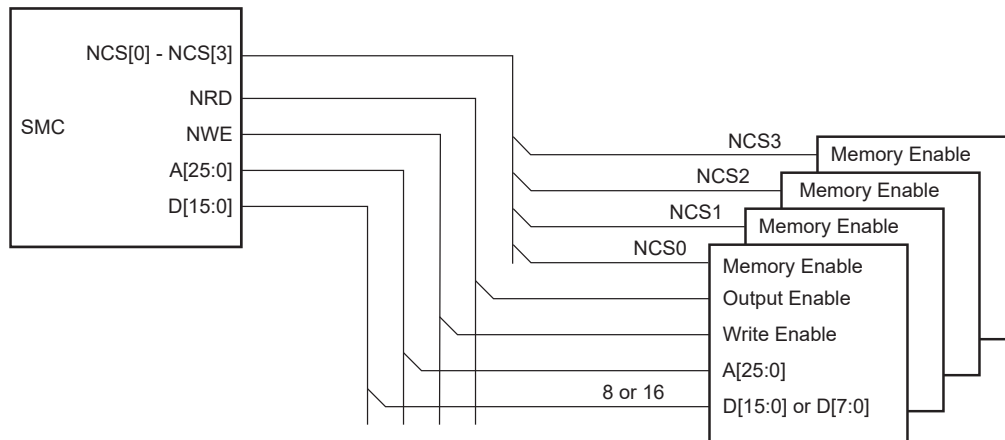 NCS[0] - NCS[3]
NRD
SMC
NWE
A[25:0]
D[15:0]
NCS3
Memory Enable
NCS2
Memory Enable
NCS1
Memory Enable
NCS0
Memory Enable
Output Enable
Write Enable
A[25:0]
8 or 16
D[15:0] or D[7:0]